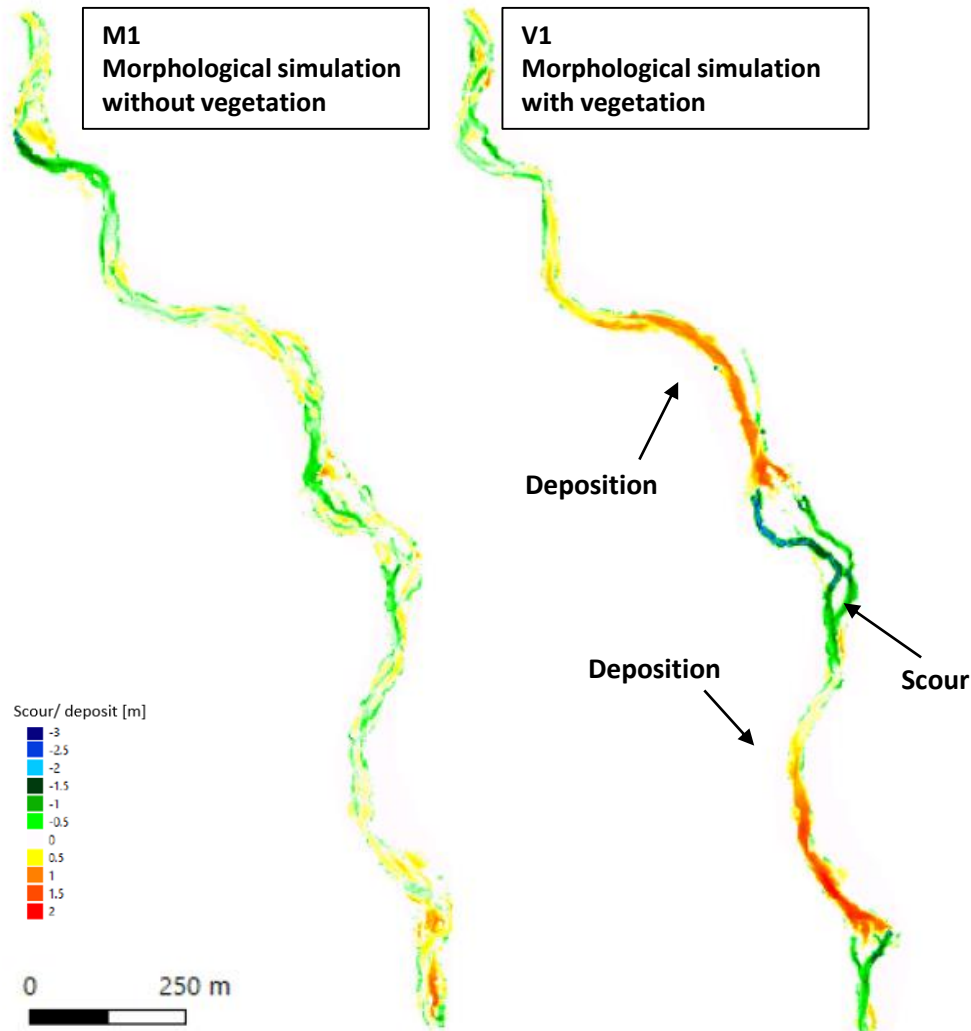 M1
Morphological simulation
without vegetation
V1
Morphological simulation
with vegetation
Deposition
Deposition
Scour
Scour/ deposit [m]
-3
-2.5
-2
-1.5
-1
-0.5
0
0.5
1
1.5
2
0 250 m